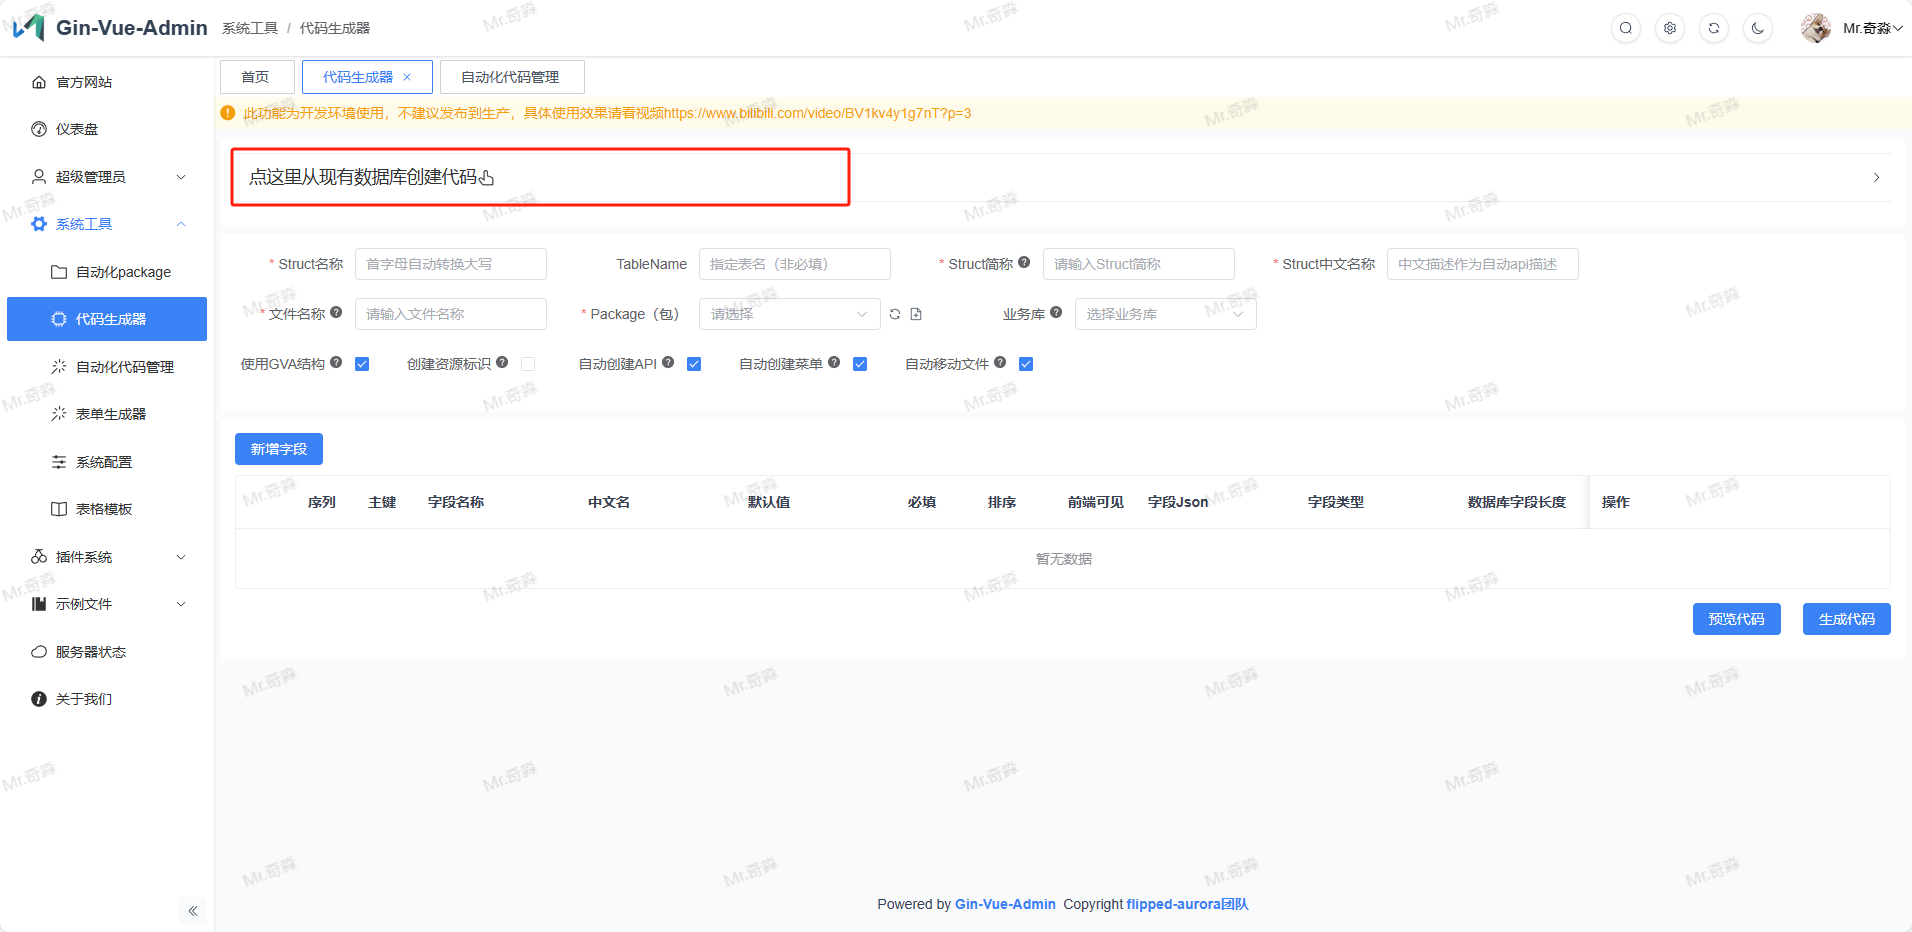 Gin-Vue-Admin
系统工具 / 代码生成器
Mr.奇淼
官方网站
仪表盘
超级管理员
系统工具
自动化package
代码生成器
自动化代码管理
表单生成器
系统配置
表格模板
插件系统
示例文件
服务器状态
关于我们
首页 代码生成器 自动化代码管理
此功能为开发环境使用，不建议发布到生产，具体使用效果请看视频https://www.bilibili.com/video/BV1kv4y1g7nT?p=3
点这里从现有数据库创建代码
* Struct名称 首字母自动转换大写 TableName 指定表名（非必填） * Struct简称 请输入Struct简称 * Struct中文名称 中文描述作为自动api描述
* 文件名称 请输入文件名称 * Package（包） 请选择 业务库 选择业务库
使用GVA结构 创建资源标识 自动创建API 自动创建菜单 自动移动文件
新增字段
序列 主键 字段名称 中文名 默认值 必填 排序 前端可见 字段Json 字段类型 数据库字段长度 操作
暂无数据
预览代码 生成代码
Powered by Gin-Vue-Admin Copyright flipped-aurora团队